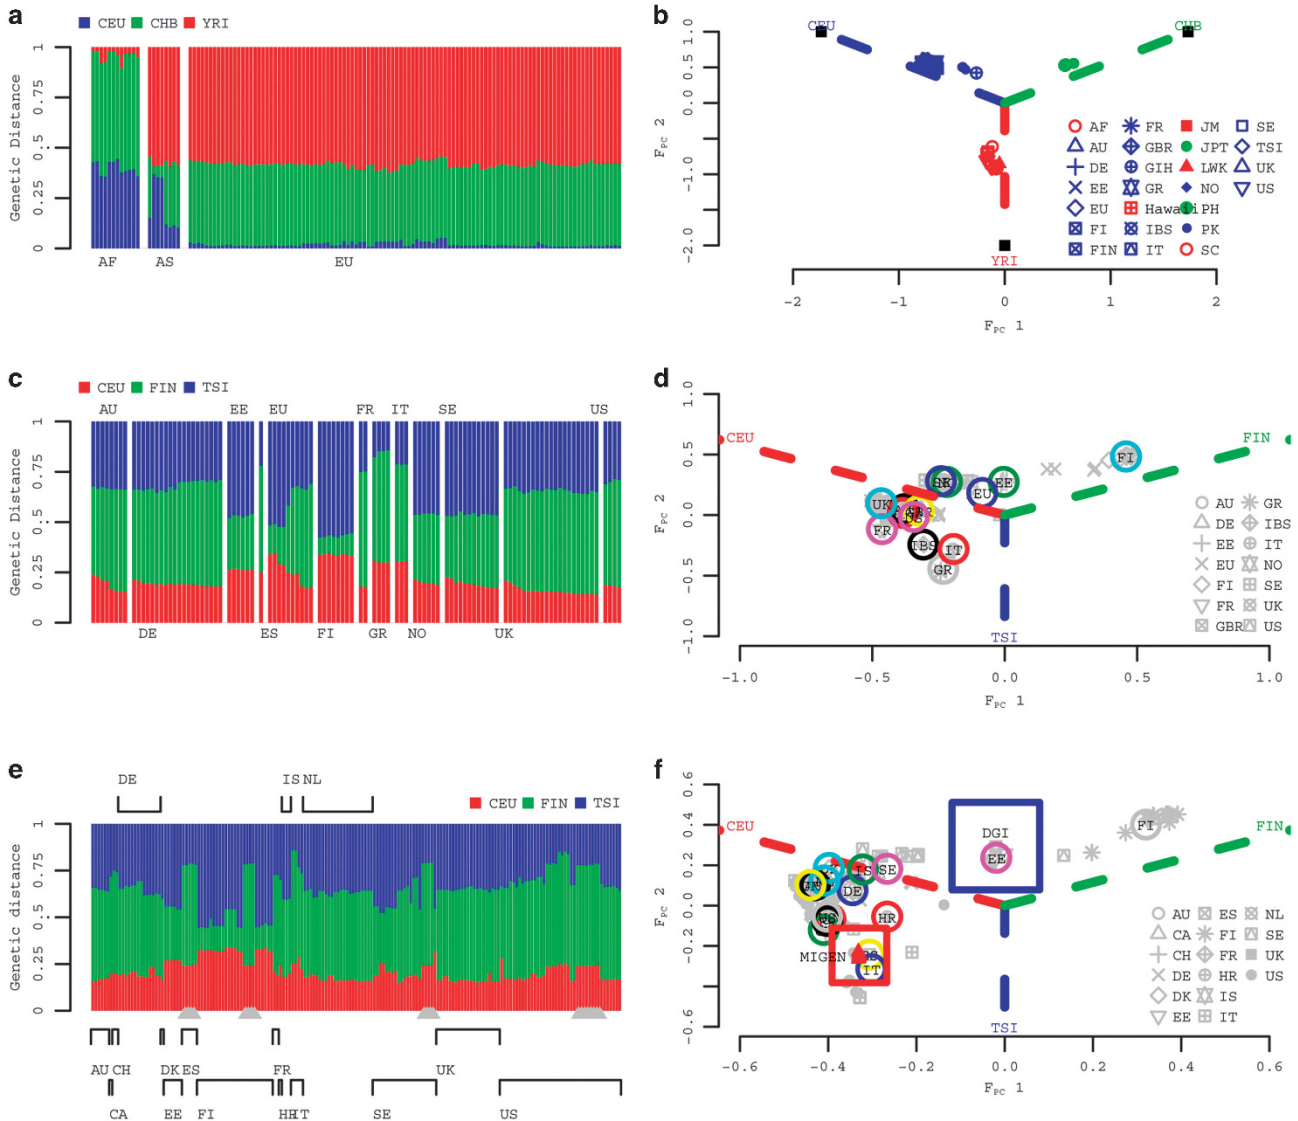 a
CEU CHB YRI
Genetic Distance
0 0.25 0.5 0.75 1
AF AS EU
b
CEU CHB
YRI
F PC 2
-2.0 -1.0 0.0 0.5 1.0
-2 -1 0 1 2
F PC 1
AF FR JM SE
AU GBR JPT TSI
DE GIH LWK UK
EE GR NO US
EU Hawaii PH
FI IBS PK
FIN IT SC
c
CEU FIN TSI
AU EE EU FR IT SE US
Genetic Distance
0 0.25 0.5 0.75 1
DE ES FI GR NO UK
d
CEU FIN
TSI
F PC 2
-1.0 -0.5 0.0 0.5 1.0
-1.0 -0.5 0.0 0.5 1.0
F PC 1
FI
EE
EU
UK
FR
IBS IT
GR
AU GR
DE IBS
EE IT
EU NO
FI SE
FR UK
GBR US
e
DE IS NL
CEU FIN TSI
Genetic distance
0 0.25 0.5 0.75 1
AU CH DK ES FR UK
CA EE FI HR IT SE US
f
CEU FIN
TSI
F PC 2
-0.6 -0.2 0.0 0.2 0.4 0.6
-0.6 -0.4 -0.2 0.0 0.2 0.4 0.6
F PC 1
DGI
EE
FI
IS SE
DE
HR
MIGEN
IT
AU ES NL
CA FI SE
CH FR UK
DE HR US
DK IS
EE IT